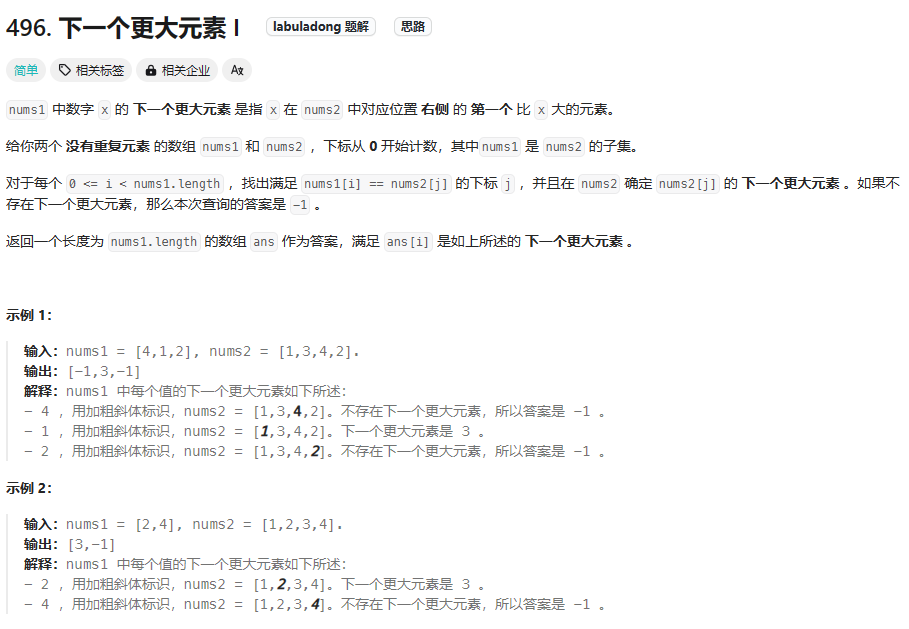 496. 下一个更大元素 I labuladong 题解 思路
简单 相关标签 相关企业 Aא
nums1 中数字 x 的 下一个更大元素 是指 x 在 nums2 中对应位置 右侧 的 第一个 比 x 大的元素。
给你两个 没有重复元素 的数组 nums1 和 nums2 ，下标从 0 开始计数，其中nums1 是 nums2 的子集。
对于每个 0 <= i < nums1.length ，找出满足 nums1[i] == nums2[j] 的下标 j ，并且在 nums2 确定 nums2[j] 的 下一个更大元素 。如果不
存在下一个更大元素，那么本次查询的答案是 -1 。
返回一个长度为 nums1.length 的数组 ans 作为答案，满足 ans[i] 是如上所述的 下一个更大元素 。
示例 1：
输入：nums1 = [4,1,2], nums2 = [1,3,4,2].
输出：[-1,3,-1]
解释：nums1 中每个值的下一个更大元素如下所述：
- 4 ，用加粗斜体标识，nums2 = [1,3,4,2]。不存在下一个更大元素，所以答案是 -1 。
- 1 ，用加粗斜体标识，nums2 = [1,3,4,2]。下一个更大元素是 3 。
- 2 ，用加粗斜体标识，nums2 = [1,3,4,2]。不存在下一个更大元素，所以答案是 -1 。
示例 2：
输入：nums1 = [2,4], nums2 = [1,2,3,4].
输出：[3,-1]
解释：nums1 中每个值的下一个更大元素如下所述：
- 2 ，用加粗斜体标识，nums2 = [1,2,3,4]。下一个更大元素是 3 。
- 4 ，用加粗斜体标识，nums2 = [1,2,3,4]。不存在下一个更大元素，所以答案是 -1 。